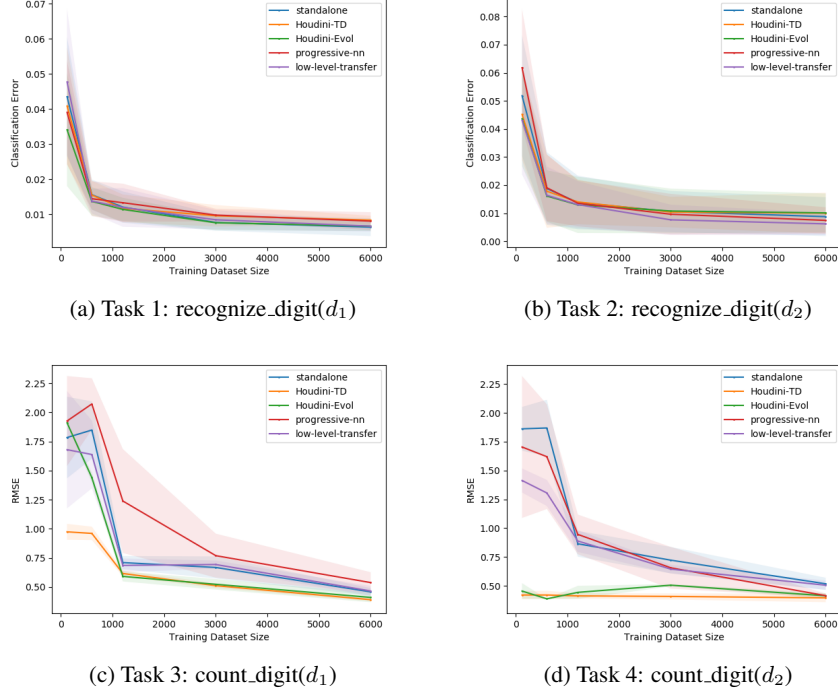 0.07
0.06
0.05
0.04
0.03
0.02
0.01
Classification Error
standalone
Houdini-TD
Houdini-Evol
progressive-nn
low-level-transfer
0 1000 2000 3000 4000 5000 6000
Training Dataset Size
(a) Task 1: recognize_digit(d₁)
0.08
0.07
0.06
0.05
0.04
0.03
0.02
0.01
0.00
Classification Error
standalone
Houdini-TD
Houdini-Evol
progressive-nn
low-level-transfer
0 1000 2000 3000 4000 5000 6000
Training Dataset Size
(b) Task 2: recognize_digit(d₂)
2.25
2.00
1.75
1.50
1.25
1.00
0.75
0.50
RMSE
standalone
Houdini-TD
Houdini-Evol
progressive-nn
low-level-transfer
0 1000 2000 3000 4000 5000 6000
Training Dataset Size
(c) Task 3: count_digit(d₁)
2.25
2.00
1.75
1.50
1.25
1.00
0.75
0.50
RMSE
standalone
Houdini-TD
Houdini-Evol
progressive-nn
low-level-transfer
0 1000 2000 3000 4000 5000 6000
Training Dataset Size
(d) Task 4: count_digit(d₂)